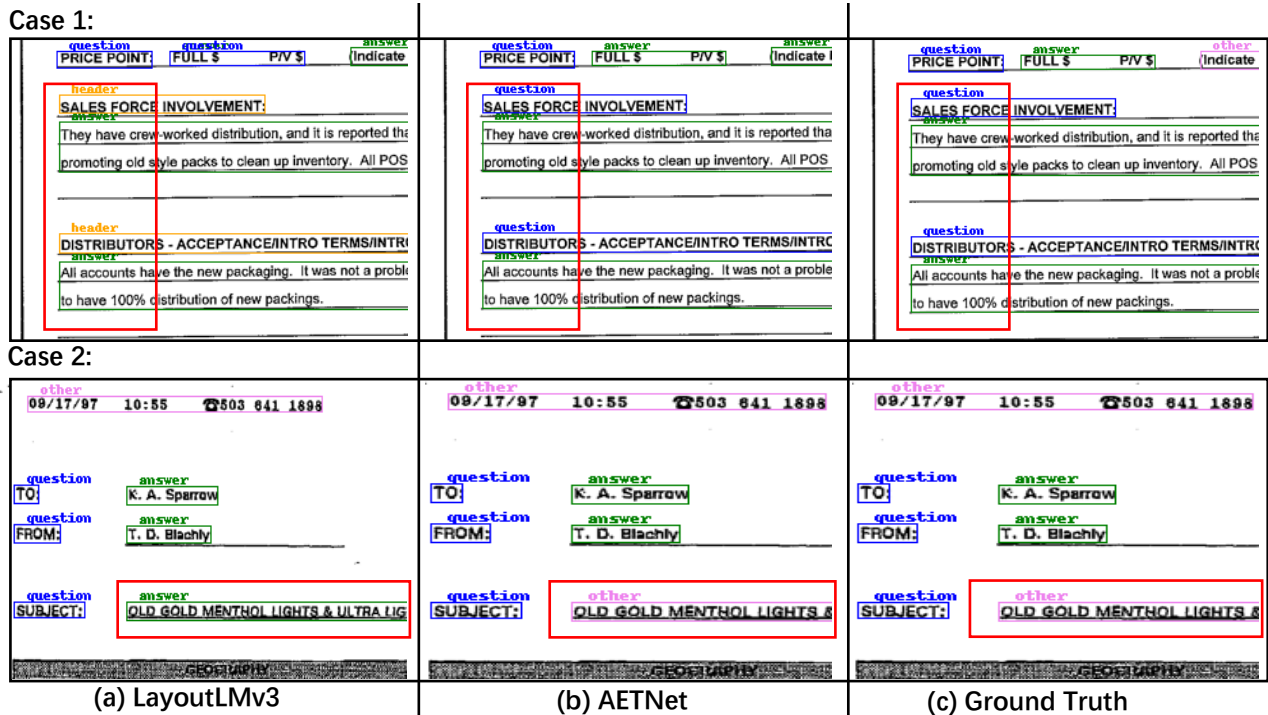 Case 1:
question question answer
PRICE POINT: FULL $ P/V $ (Indicate
header
SALES FORCE INVOLVEMENT:
answer
They have crew-worked distribution, and it is reported tha
promoting old style packs to clean up inventory. All POS
header
DISTRIBUTORS - ACCEPTANCE/INTRO TERMS/INTR
answer
All accounts have the new packaging. It was not a proble
to have 100% distribution of new packings.
question answer answer
PRICE POINT: FULL $ P/V $ (Indicate
question
SALES FORCE INVOLVEMENT:
answer
They have crew-worked distribution, and it is reported tha
promoting old style packs to clean up inventory. All POS
question
DISTRIBUTORS - ACCEPTANCE/INTRO TERMS/INTRO
answer
All accounts have the new packaging. It was not a proble
to have 100% distribution of new packings.
question answer other
PRICE POINT: FULL $ P/V $ (Indicate
question
SALES FORCE INVOLVEMENT:
answer
They have crew-worked distribution, and it is reported tha
promoting old style packs to clean up inventory. All POS
question
DISTRIBUTORS - ACCEPTANCE/INTRO TERMS/INTRO
answer
All accounts have the new packaging. It was not a proble
to have 100% distribution of new packings.
Case 2:
other
09/17/97 10:55 ☎503 641 1898
question answer
TO: K. A. Sparrow
question answer
FROM: T. D. Blachly
question answer
SUBJECT: OLD GOLD MENTHOL LIGHTS & ULTRA LIG
GEOGRAPHY
other
09/17/97 10:55 ☎503 641 1898
question answer
TO: K. A. Sparrow
question answer
FROM: T. D. Blachly
question other
SUBJECT: OLD GOLD MENTHOL LIGHTS &
GEOGRAPHY
other
09/17/97 10:55 ☎503 641 1898
question answer
TO: K. A. Sparrow
question answer
FROM: T. D. Blachly
question other
SUBJECT: OLD GOLD MENTHOL LIGHTS &
GEOGRAPHY
(a) LayoutLMv3 (b) AETNet (c) Ground Truth